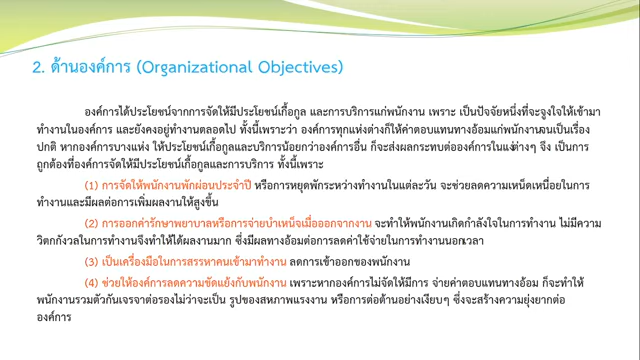 2. ด้านองค์การ (Organizational Objectives)
องค์การได้ประโยชน์จากการจัดให้มีประโยชน์เกื้อกูล และการบริการแก่พนักงาน เพราะ เป็นปัจจัยหนึ่งที่จะจูงใจให้เข้ามา
ทำงานในองค์การ และยังคงอยู่ทำงานตลอดไป ทั้งนี้เพราะว่า องค์การทุกแห่งต่างก็ให้ค่าตอบแทนทางอ้อมแก่พนักงานจนเป็นเรื่อง
ปกติ หากองค์การบางแห่ง ให้ประโยชน์เกื้อกูลและบริการน้อยกว่าองค์การอื่น ก็จะส่งผลกระทบต่อองค์การในแง่ต่างๆ จึง เป็นการ
ถูกต้องที่องค์การจัดให้มีประโยชน์เกื้อกูลและการบริการ ทั้งนี้เพราะ
(1) การจัดให้พนักงานพักผ่อนประจำปี หรือการหยุดพักระหว่างทำงานในแต่ละวัน จะช่วยลดความเหน็ดเหนื่อยในการ
ทำงานและมีผลต่อการเพิ่มผลงานให้สูงขึ้น
(2) การออกค่ารักษาพยาบาลหรือการจ่ายบำเหน็จเมื่อออกจากงาน จะทำให้พนักงานเกิดกำลังใจในการทำงาน ไม่มีความ
วิตกกังวลในการทำงานจึงทำให้ได้ผลงานมาก ซึ่งมีผลทางอ้อมต่อการลดค่าใช้จ่ายในการทำงานนอกเวลา
(3) เป็นเครื่องมือในการสรรหาคนเข้ามาทำงาน ลดการเข้าออกของพนักงาน
(4) ช่วยให้องค์การลดความขัดแย้งกับพนักงาน เพราะหากองค์การไม่จัดให้มีการ จ่ายค่าตอบแทนทางอ้อม ก็จะทำให้
พนักงานรวมตัวกันเจรจาต่อรองไม่ว่าจะเป็น รูปของสหภาพแรงงาน หรือการต่อต้านอย่างเงียบๆ ซึ่งจะสร้างความยุ่งยากต่อ
องค์การ